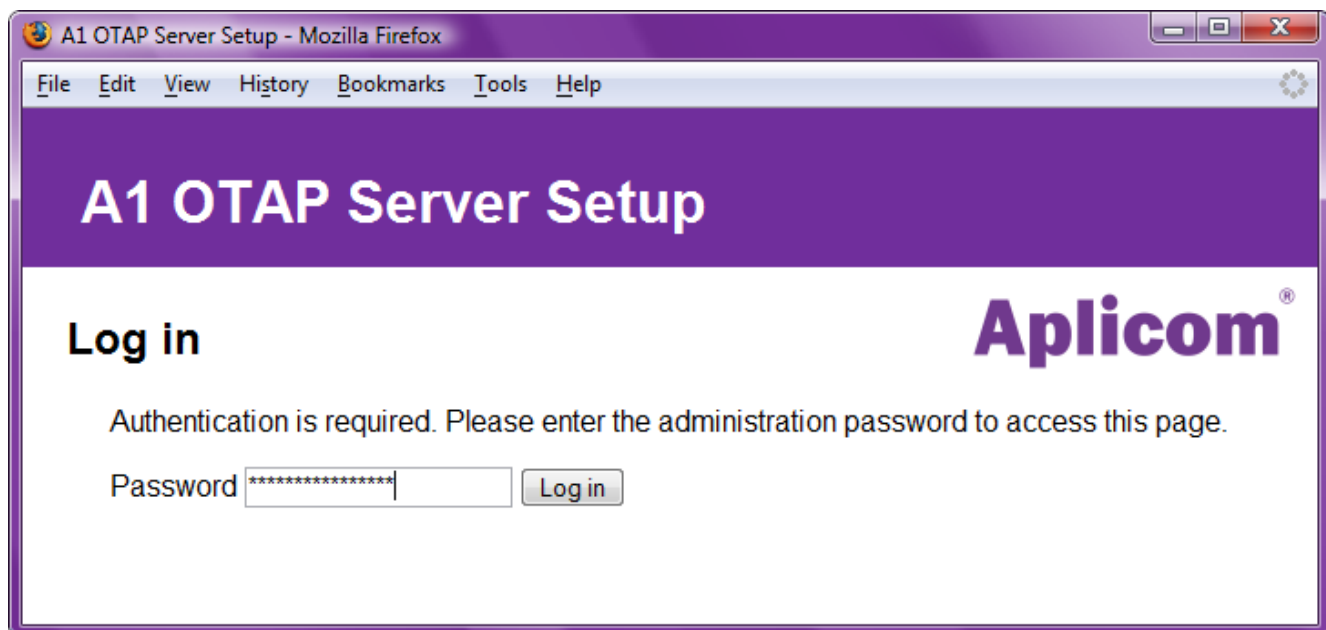 A1 OTAP Server Setup - Mozilla Firefox
File Edit View History Bookmarks Tools Help
A1 OTAP Server Setup
Aplicom®
Log in
Authentication is required. Please enter the administration password to access this page.
Password **************** Log in